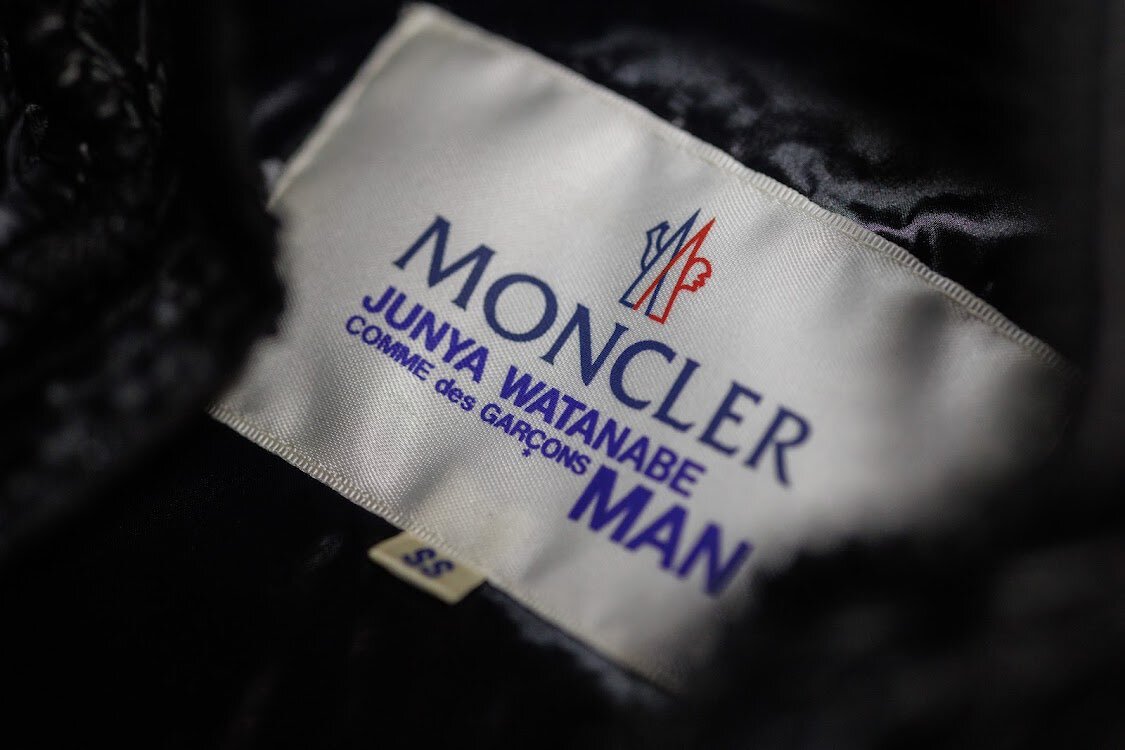 MONCLER
JUNYA WATANABE
COMME des GARÇONS MAN
SS